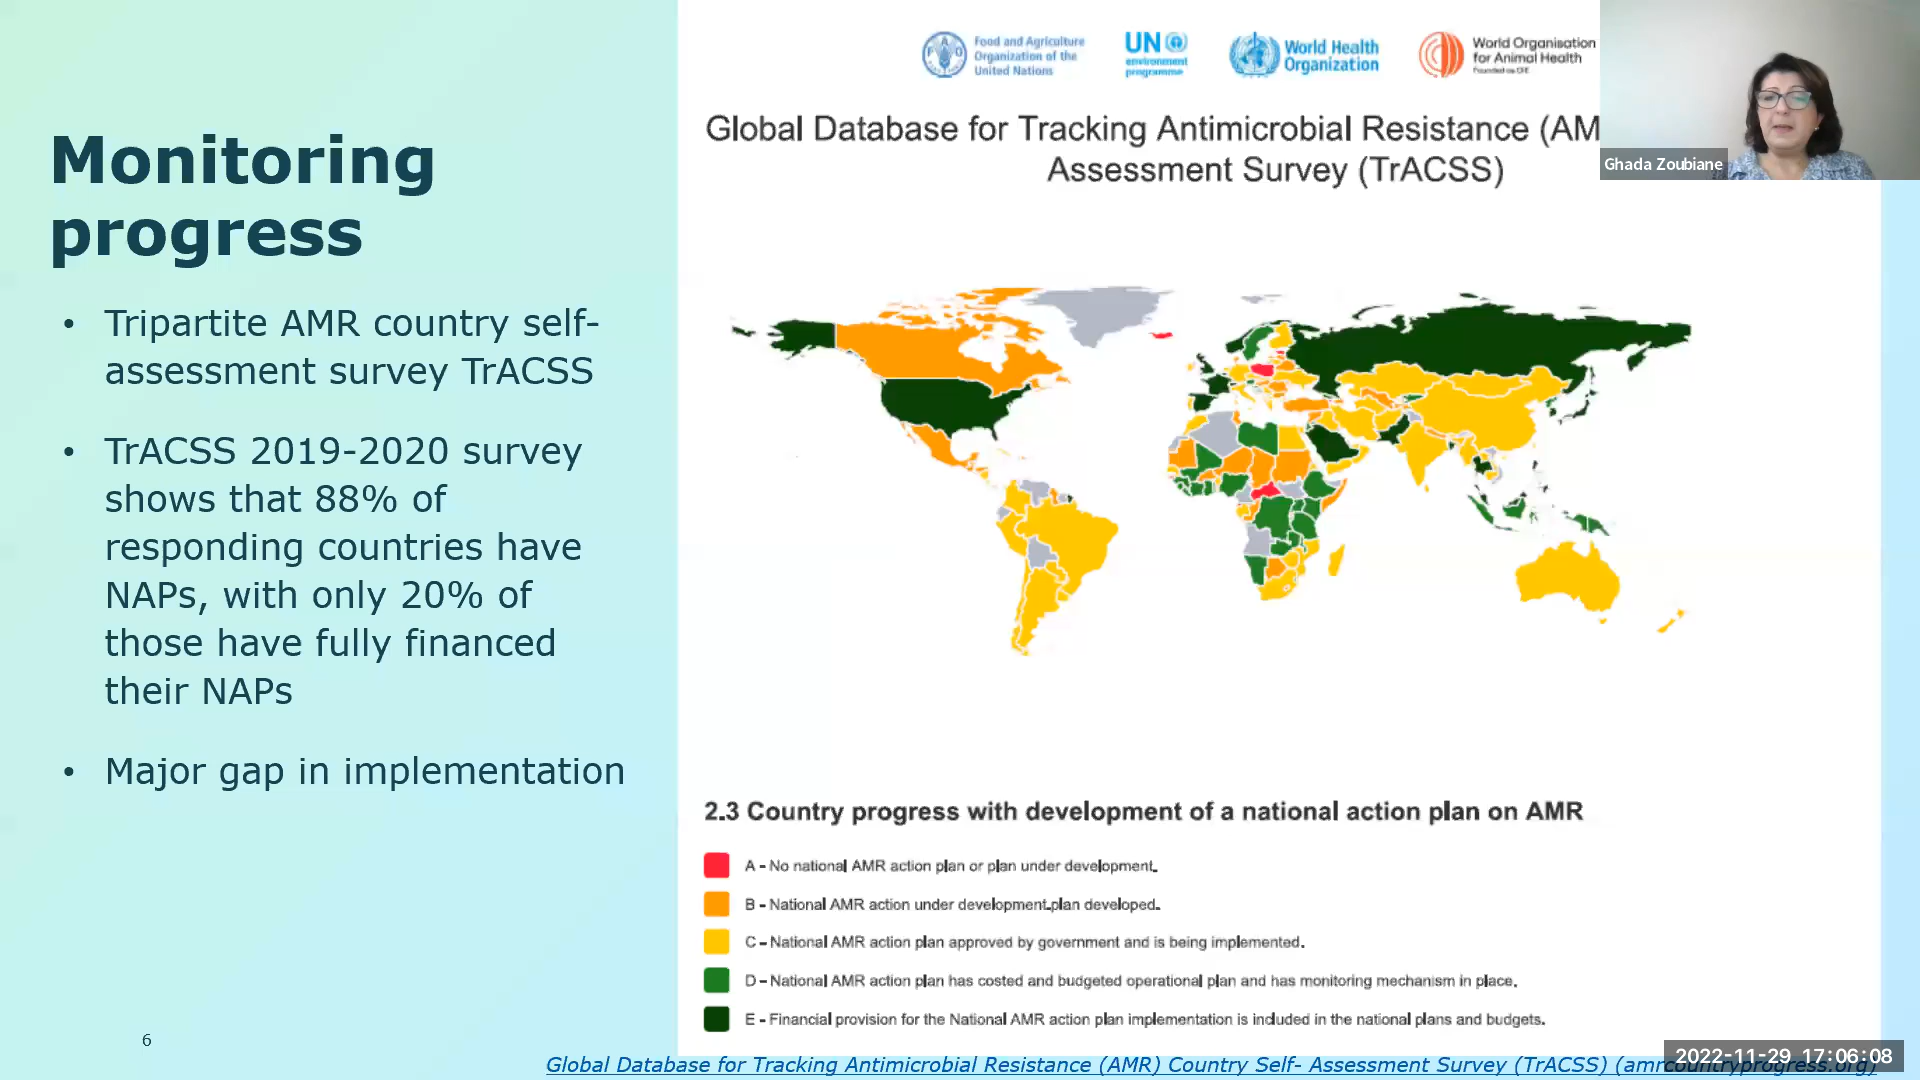 Monitoring
progress
• Tripartite AMR country self-
assessment survey TrACSS
• TrACSS 2019-2020 survey
shows that 88% of
responding countries have
NAPs, with only 20% of
those have fully financed
their NAPs
• Major gap in implementation
6
Food and Agriculture
Organization of the
United Nations
UN
environment
programme
World Health
Organization
World Organisation
for Animal Health
Founded as OIE
Ghada Zoubiane
Global Database for Tracking Antimicrobial Resistance (AM
Assessment Survey (TrACSS)
2.3 Country progress with development of a national action plan on AMR
A - No national AMR action plan or plan under development.
B - National AMR action under development.plan developed.
C - National AMR action plan approved by government and is being implemented.
D - National AMR action plan has costed and budgeted operational plan and has monitoring mechanism in place.
E - Financial provision for the National AMR action plan implementation is included in the national plans and budgets.
Global Database for Tracking Antimicrobial Resistance (AMR) Country Self- Assessment Survey (TrACSS) (amrcountryprogress.org)
2022-11-29 17:06:08